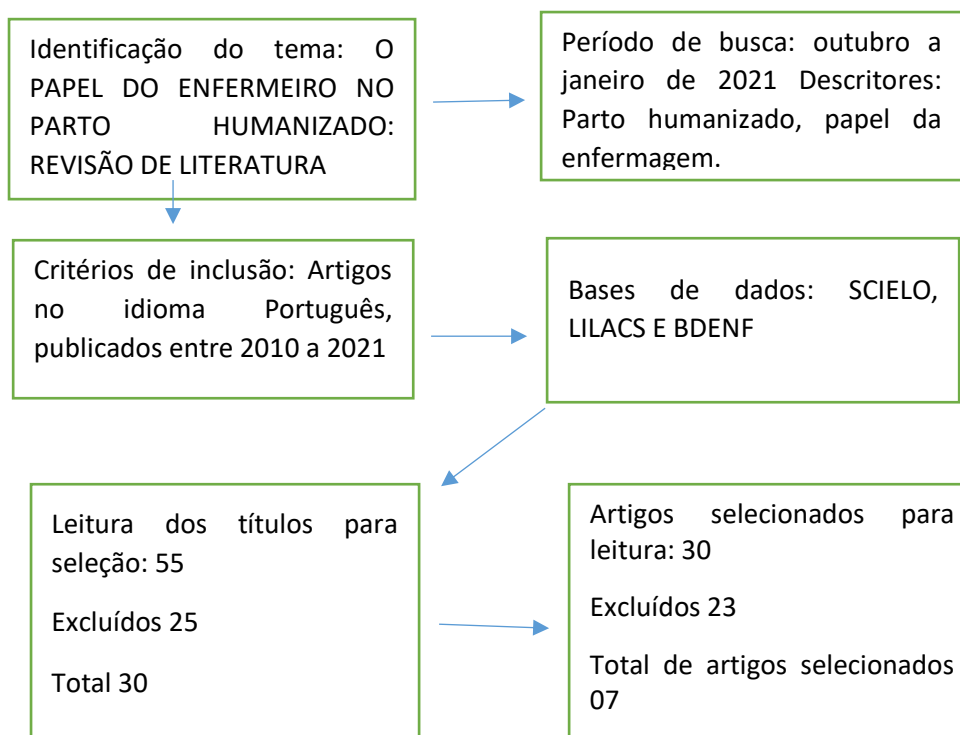 Identificação do tema: O
PAPEL DO ENFERMEIRO NO
PARTO HUMANIZADO:
REVISÃO DE LITERATURA
Período de busca: outubro a
janeiro de 2021 Descritores:
Parto humanizado, papel da
enfermagem.
Critérios de inclusão: Artigos
no idioma Português,
publicados entre 2010 a 2021
Bases de dados: SCIELO,
LILACS E BDENF
Leitura dos títulos para
seleção: 55
Excluídos 25
Total 30
Artigos selecionados para
leitura: 30
Excluídos 23
Total de artigos selecionados
07